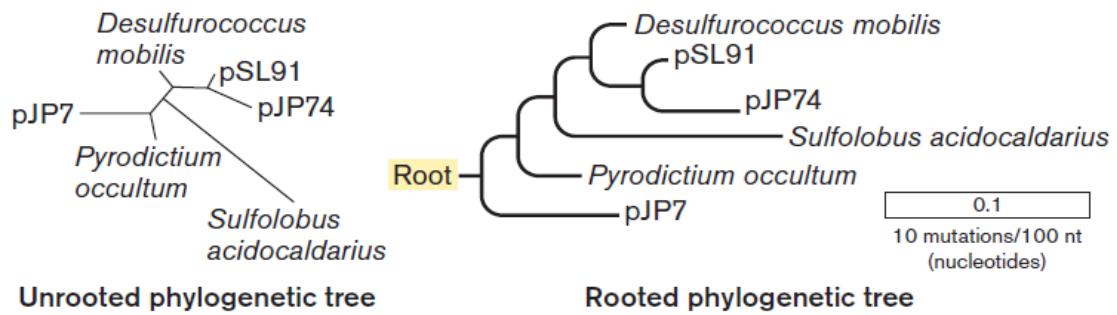 Desulfurococcus
mobilis
pSL91
pJP7
pJP74
Pyrodictium
occultum
Sulfolobus
acidocaldarius
Unrooted phylogenetic tree
Desulfurococcus mobilis
pSL91
pJP74
Sulfolobus acidocaldarius
Root
Pyrodictium occultum
pJP7
0.1
10 mutations/100 nt
(nucleotides)
Rooted phylogenetic tree